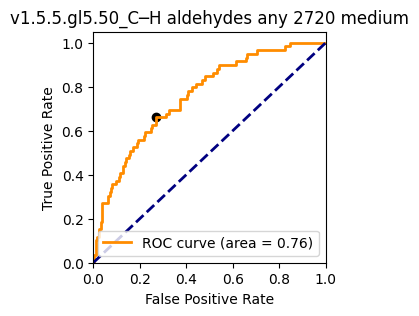 v1.5.5.gl5.50_C─H aldehydes any 2720 medium
1.0
0.8
0.6
0.4
0.2
0.0
True Positive Rate
ROC curve (area = 0.76)
0.0 0.2 0.4 0.6 0.8 1.0
False Positive Rate